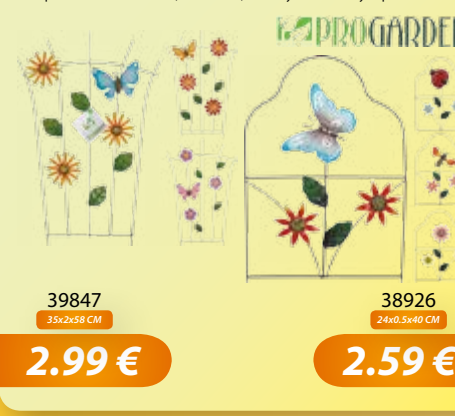 PROGARDEN
39847
35x2x58 CM
2.99 €
38926
24x0.5x40 CM
2.59 €